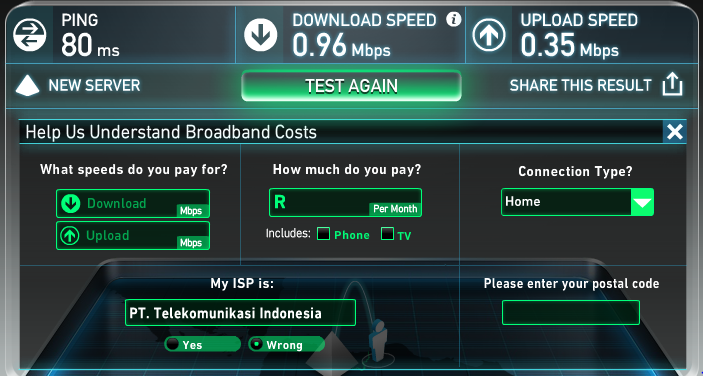 PING
80 ms
DOWNLOAD SPEED i
0.96 Mbps
UPLOAD SPEED
0.35 Mbps
NEW SERVER
TEST AGAIN
SHARE THIS RESULT
Help Us Understand Broadband Costs
What speeds do you pay for?
Download Mbps
Upload Mbps
How much do you pay?
R Per Month
Includes: Phone TV
Connection Type?
Home
My ISP is:
PT. Telekomunikasi Indonesia
Yes Wrong
Please enter your postal code